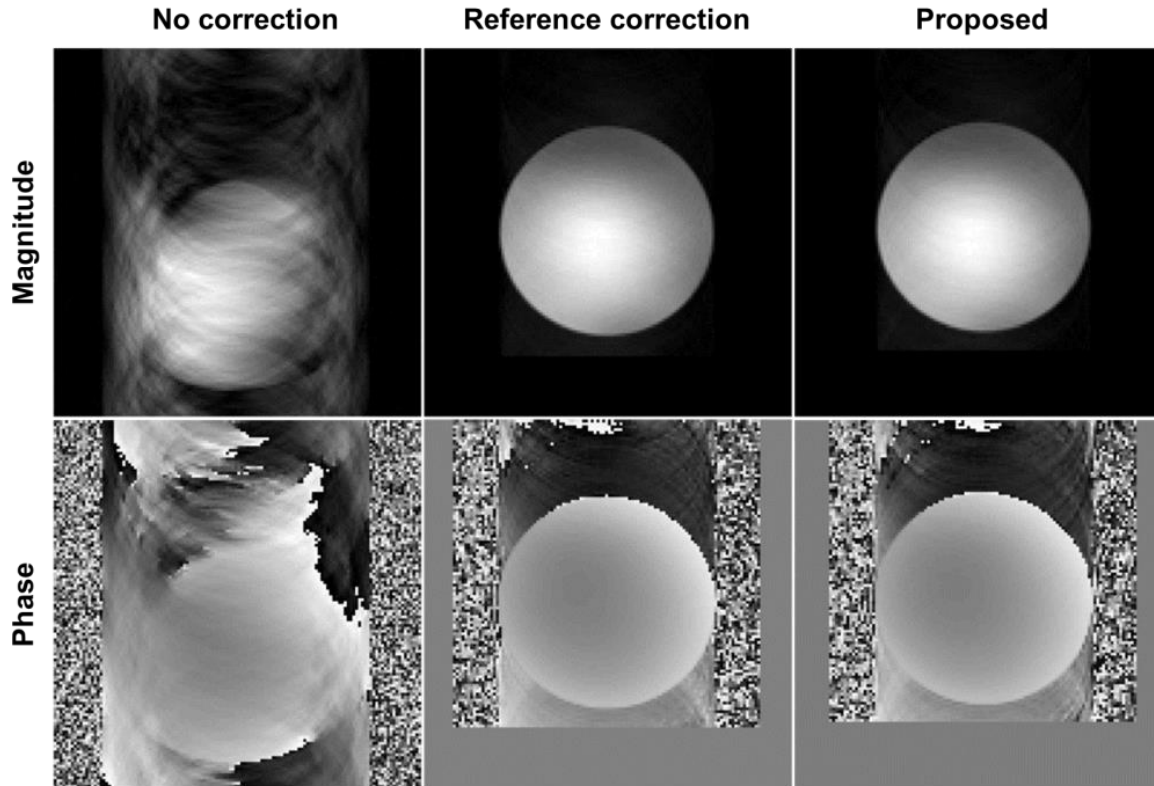 No correction
Reference correction
Proposed
Magnitude
Phase